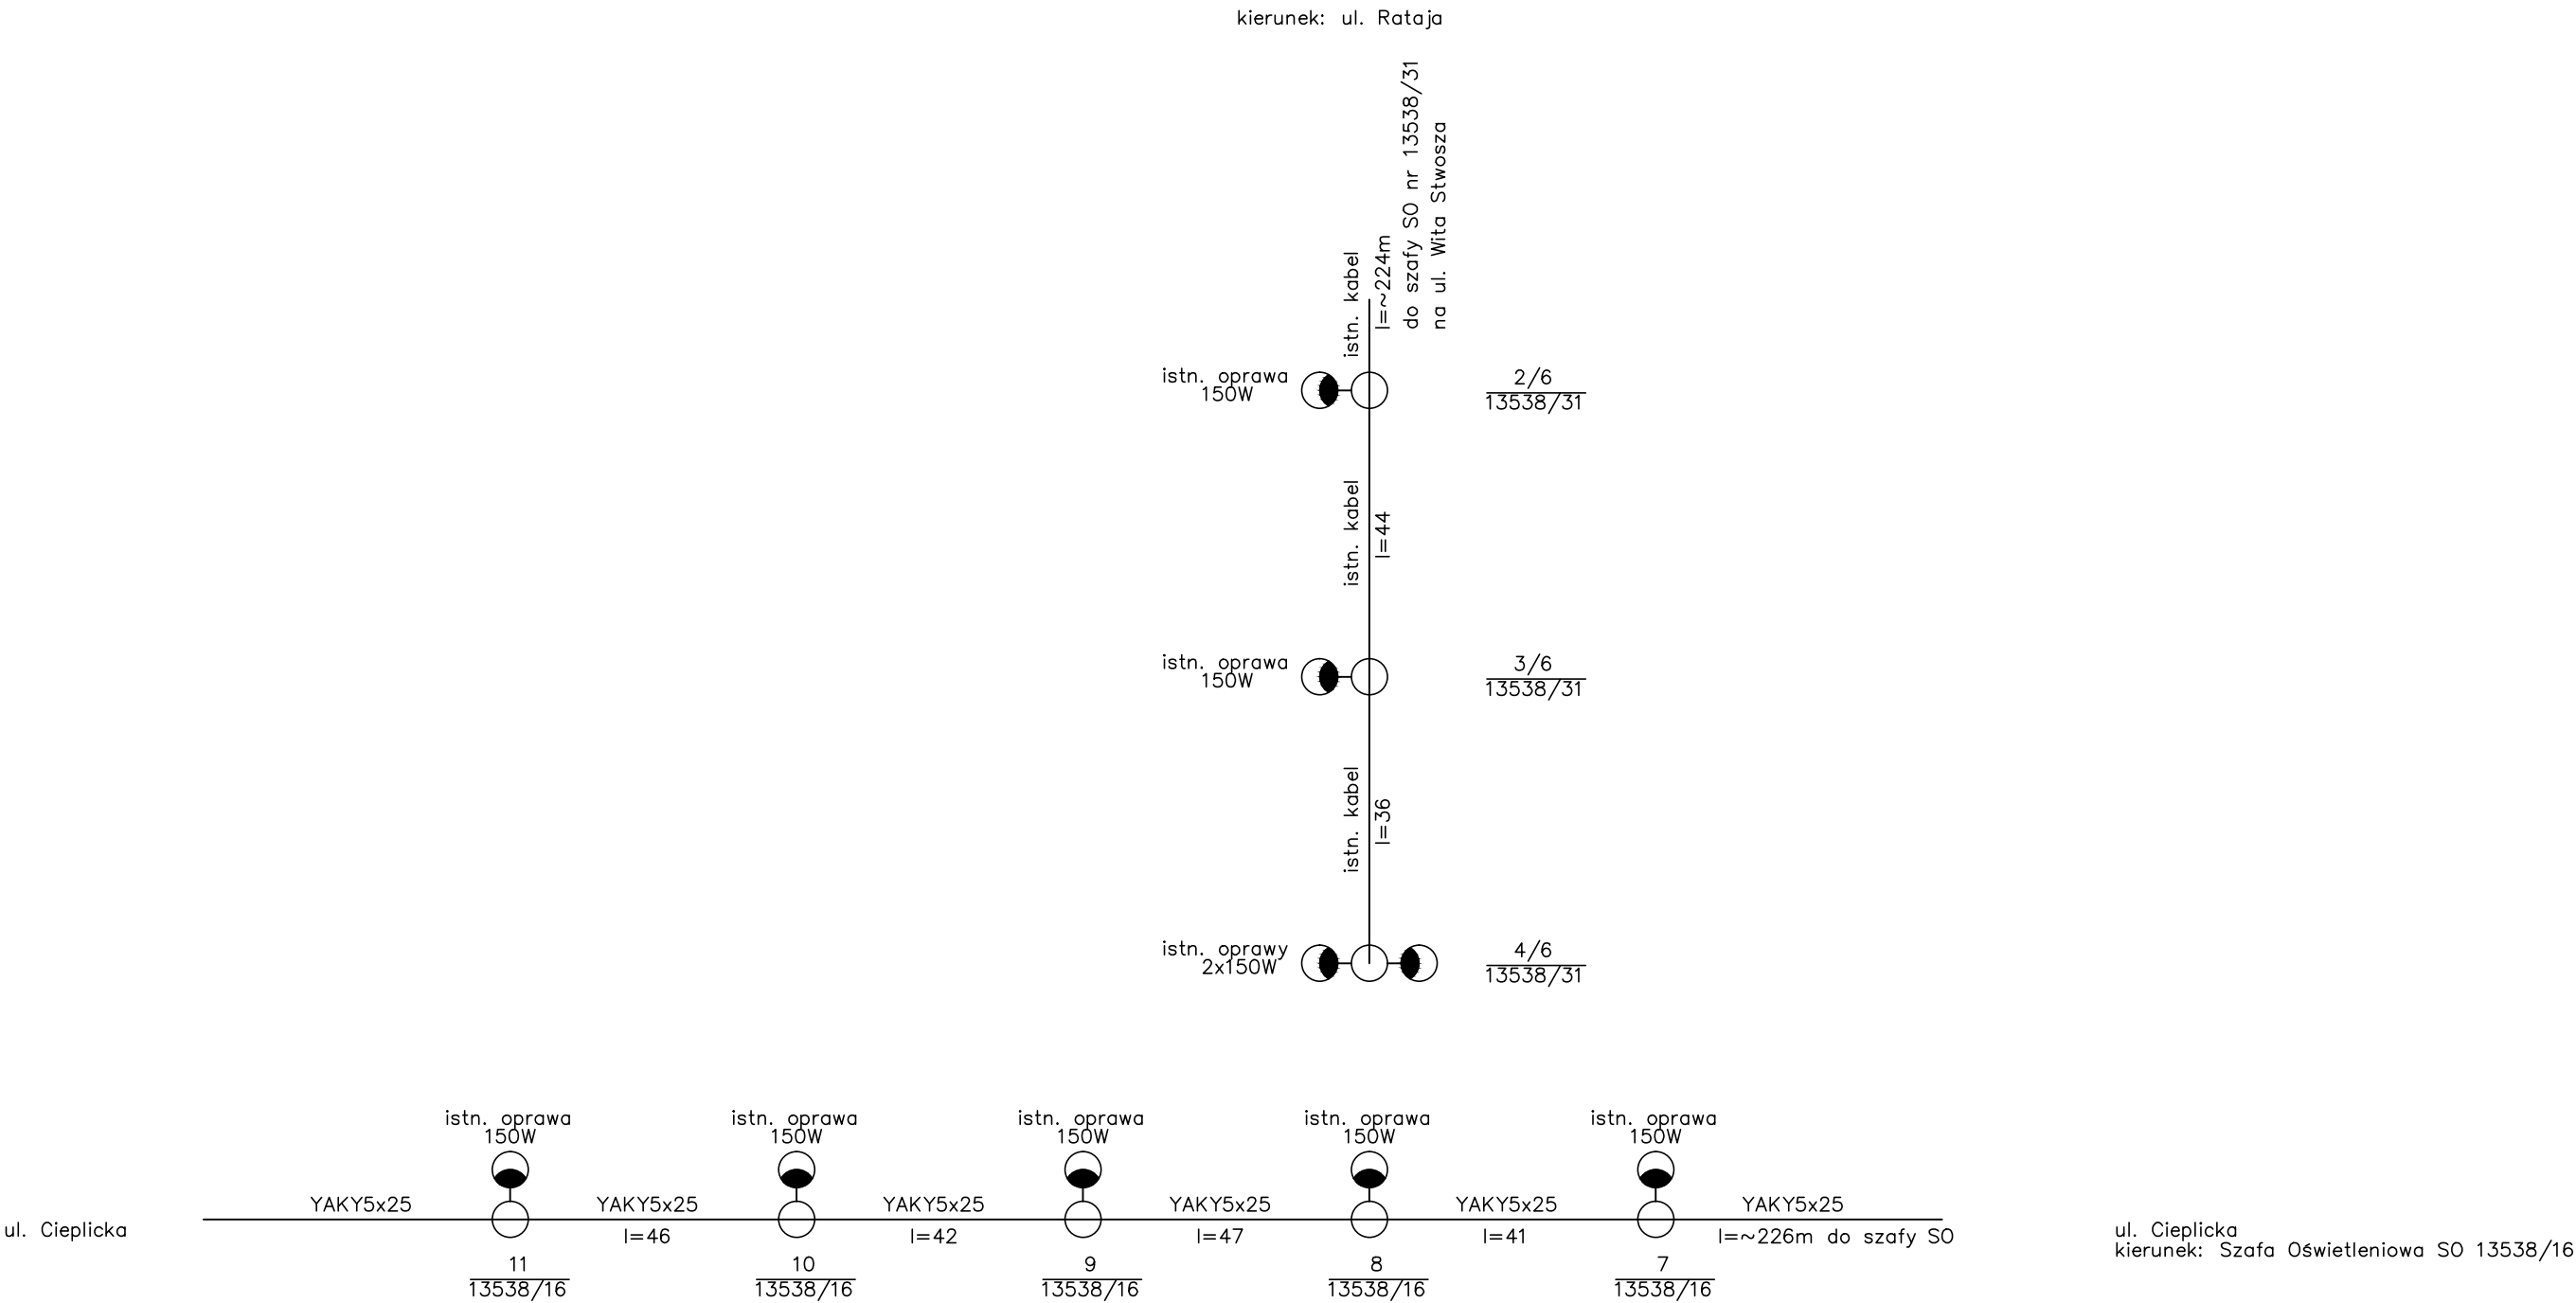 kierunek: ul. Rataja
istn. kabel
l=~224m
do szafy SO nr 13538/31
na ul. Wita Stwosza
istn. oprawa
150W
2/6
13538/31
istn. kabel
l=44
istn. oprawa
150W
3/6
13538/31
istn. kabel
l=36
istn. oprawy
2x150W
4/6
13538/31
istn. oprawa
150W
istn. oprawa
150W
istn. oprawa
150W
istn. oprawa
150W
istn. oprawa
150W
ul. Cieplicka
YAKY5x25
YAKY5x25
l=46
YAKY5x25
l=42
YAKY5x25
l=47
YAKY5x25
l=41
YAKY5x25
l=~226m do szafy SO
ul. Cieplicka
kierunek: Szafa Oświetleniowa SO 13538/16
11
13538/16
10
13538/16
9
13538/16
8
13538/16
7
13538/16